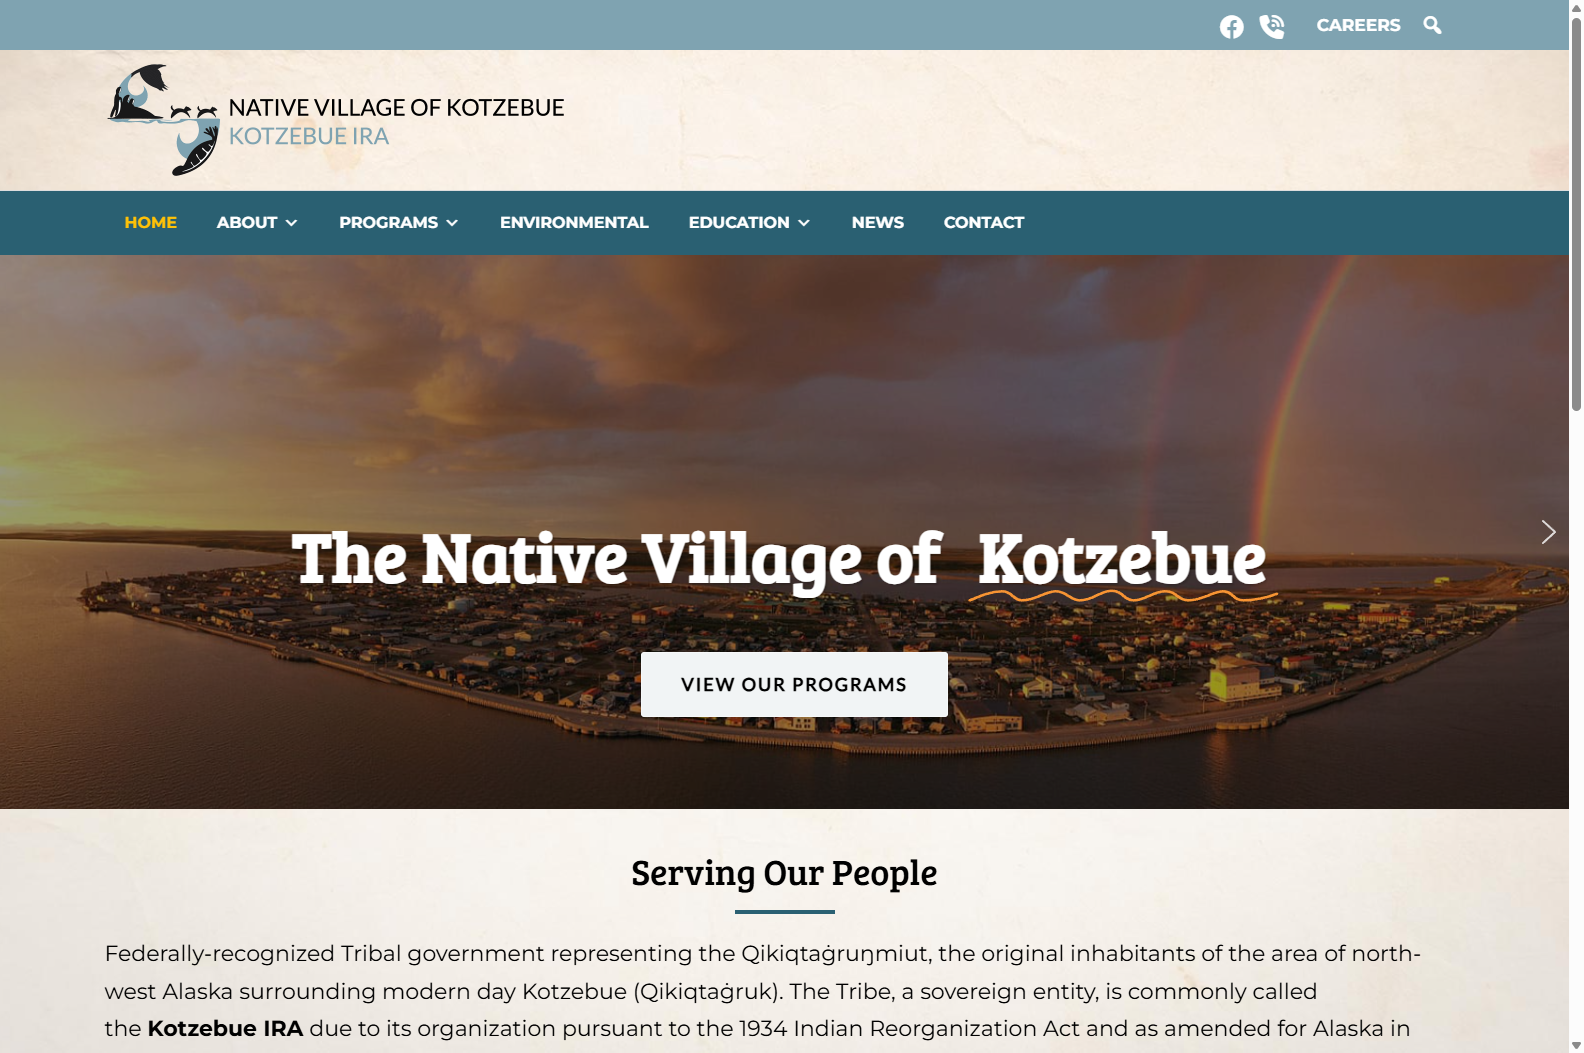 CAREERS
NATIVE VILLAGE OF KOTZEBUE
KOTZEBUE IRA
HOME ABOUT PROGRAMS ENVIRONMENTAL EDUCATION NEWS CONTACT
The Native Village of Kotzebue
VIEW OUR PROGRAMS
Serving Our People
Federally-recognized Tribal government representing the Qikiqtaġruŋmiut, the original inhabitants of the area of north-
west Alaska surrounding modern day Kotzebue (Qikiqtaġruk). The Tribe, a sovereign entity, is commonly called
the Kotzebue IRA due to its organization pursuant to the 1934 Indian Reorganization Act and as amended for Alaska in